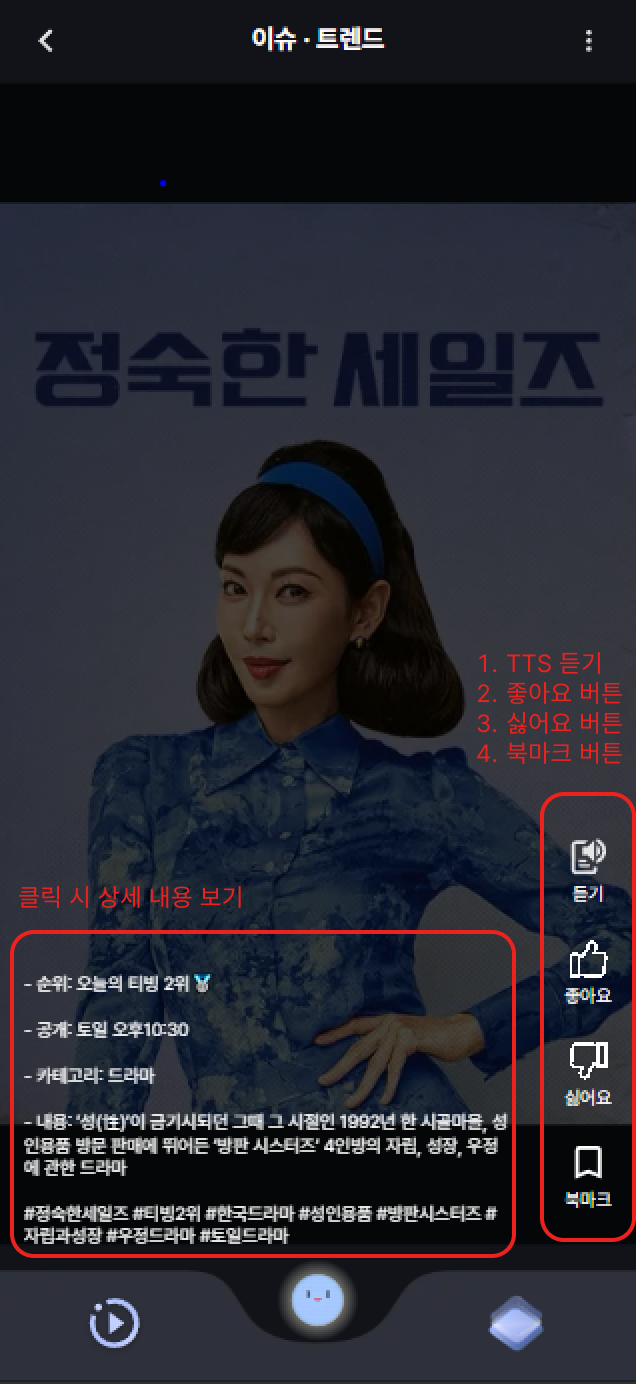 이슈 · 트렌드
정숙한 세일즈
1. TTS 듣기
2. 좋아요 버튼
3. 싫어요 버튼
4. 북마크 버튼
듣기
좋아요
싫어요
북마크
클릭 시 상세 내용 보기
- 순위: 오늘의 티빙 2위 🥈
- 공개: 토일 오후10:30
- 카테고리: 드라마
- 내용: '성(性)'이 금기시되던 그때 그 시절인 1992년 한 시골마을, 성
인용품 방문 판매에 뛰어든 '방판 시스터즈' 4인방의 자립, 성장, 우정
에 관한 드라마
#정숙한세일즈 #티빙2위 #한국드라마 #성인용품 #방판시스터즈 #
자립과성장 #우정드라마 #토일드라마